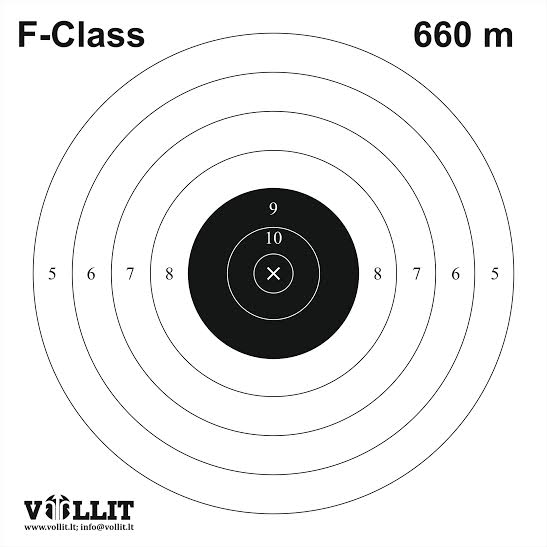 F-Class 660 m
9
10
×
5 6 7 8 8 7 6 5
VOLLIT
www.vollit.lt; info@vollit.lt